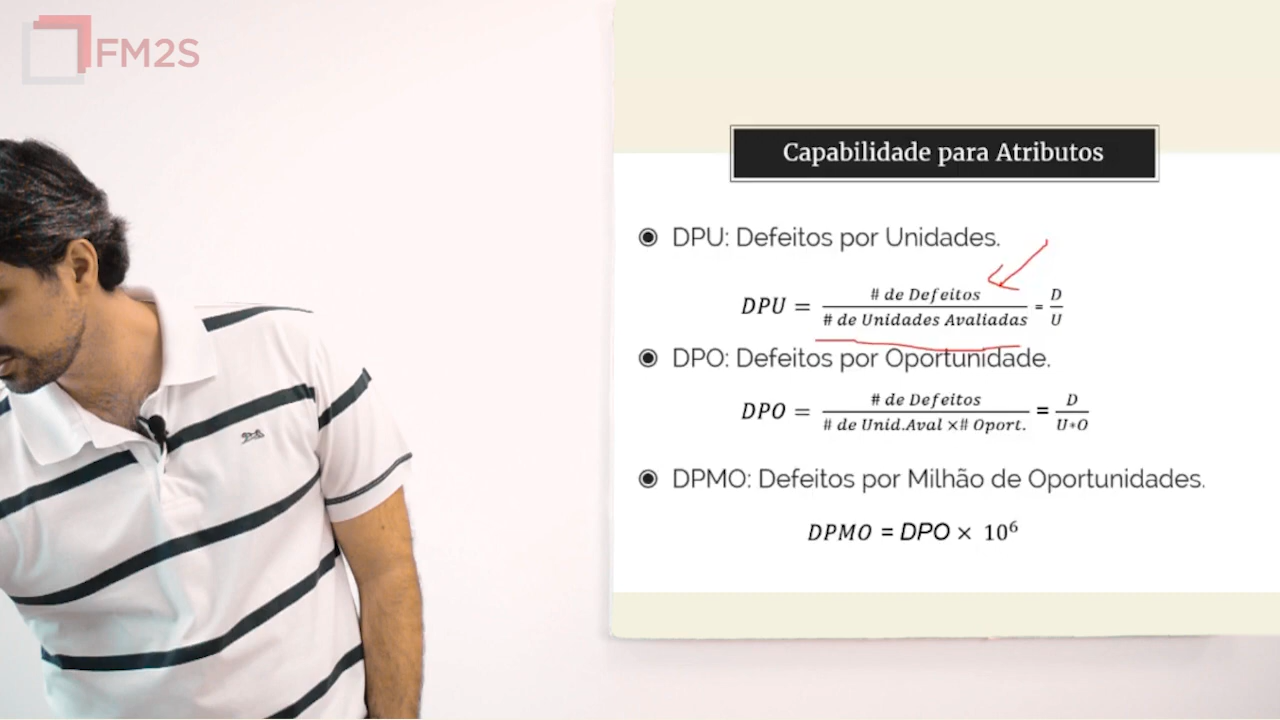 FM2S
Capabilidade para Atributos
DPU: Defeitos por Unidades.
DPU = # de Defeitos / # de Unidades Avaliadas = D / U
DPO: Defeitos por Oportunidade.
DPO = # de Defeitos / # de Unid.Aval ×# Oport. = D / U*O
DPMO: Defeitos por Milhão de Oportunidades.
DPMO = DPO × 10⁶